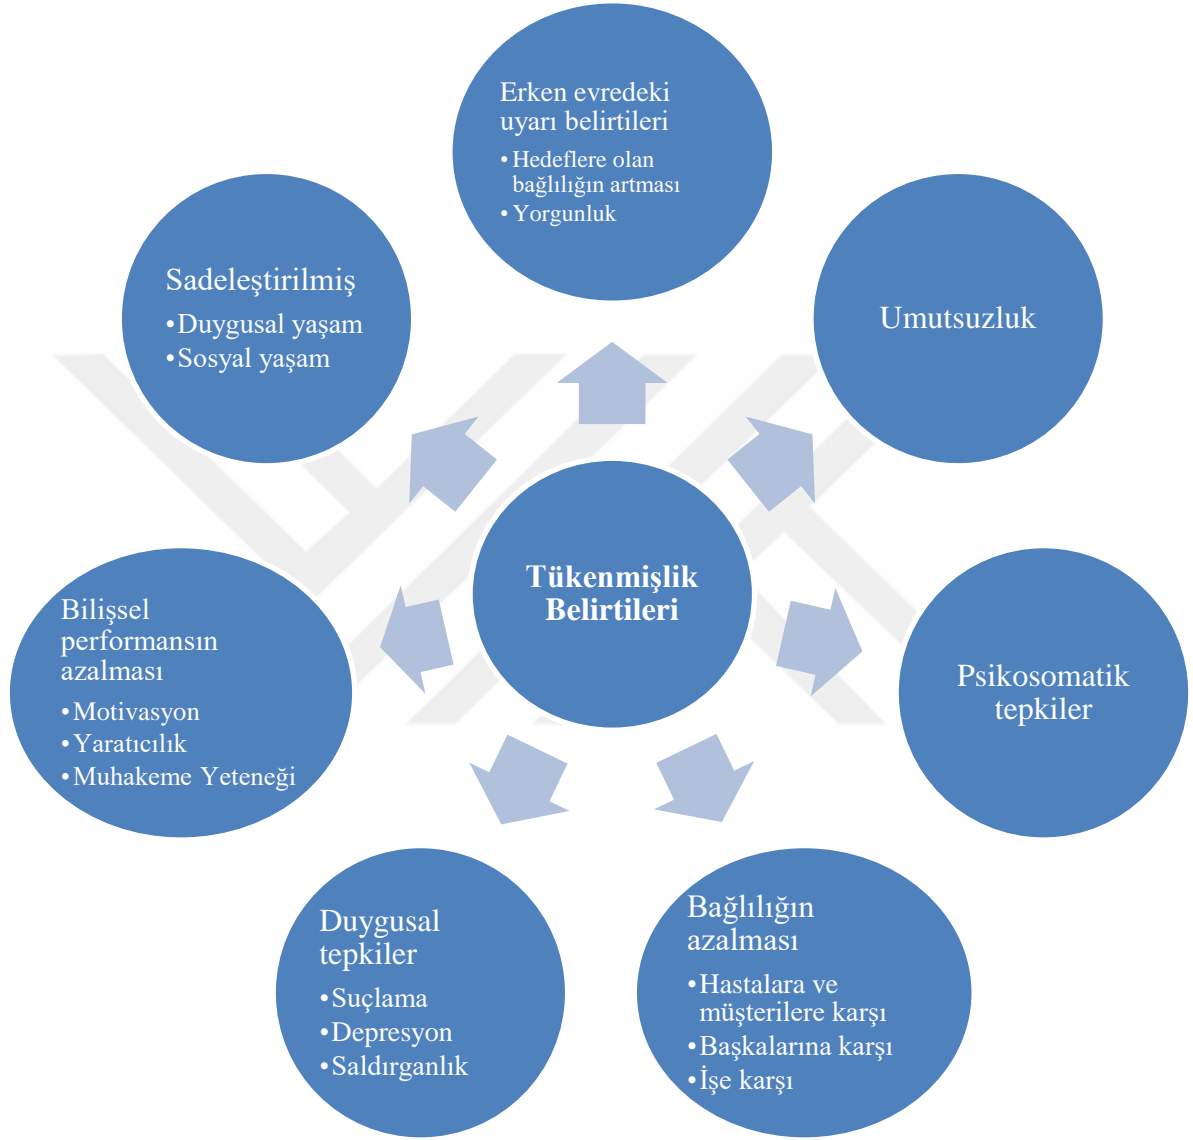 Erken evredeki
uyarı belirtileri
• Hedeflere olan
bağlılığın artması
• Yorgunluk
Umutsuzluk
Psikosomatik
tepkiler
Bağlılığın
azalması
• Hastalara ve
müşterilere karşı
• Başkalarına karşı
• İşe karşı
Duygusal
tepkiler
• Suçlama
• Depresyon
• Saldırganlık
Bilişsel
performansın
azalması
• Motivasyon
• Yaratıcılık
• Muhakeme Yeteneği
Sadeleştirilmiş
• Duygusal yaşam
• Sosyal yaşam
Tükenmişlik
Belirtileri